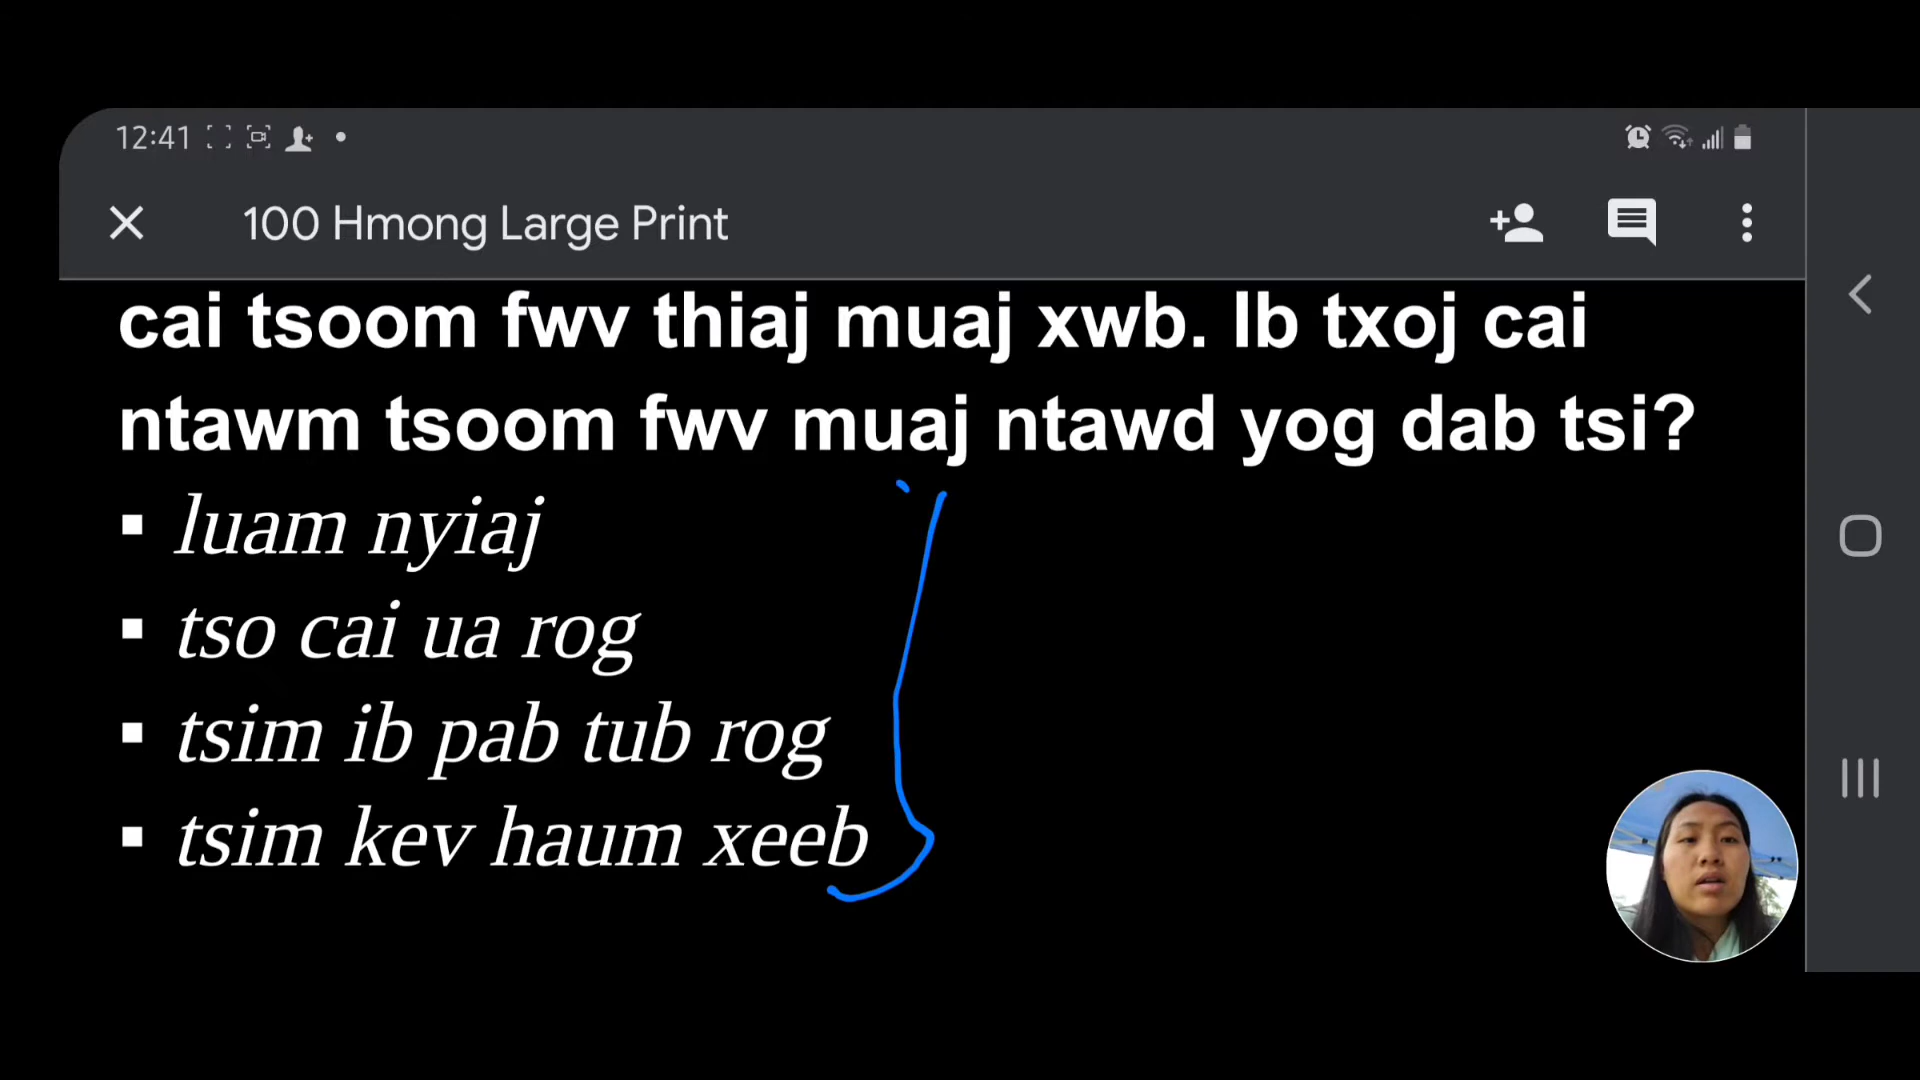 12:41
100 Hmong Large Print
cai tsoom fwv thiaj muaj xwb. Ib txoj cai
ntawm tsoom fwv muaj ntawd yog dab tsi?
▪ luam nyiaj
▪ tso cai ua rog
▪ tsim ib pab tub rog
▪ tsim kev haum xeeb